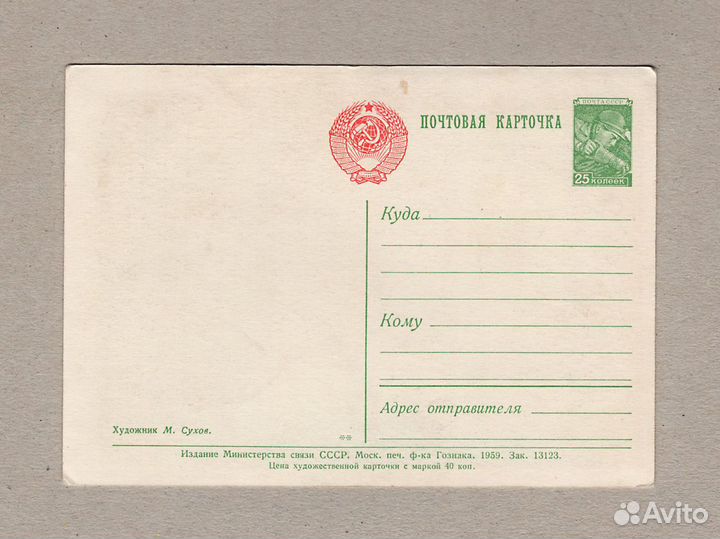 ПОЧТОВАЯ КАРТОЧКА
ПОЧТА СССР
25 копеек
Куда
Кому
Адрес отправителя
Художник М. Сухов.
Издание Министерства связи СССР. Моск. печ. ф-ка Гознака. 1959. Зак. 13123.
Цена художественной карточки с маркой 40 коп.
Avito